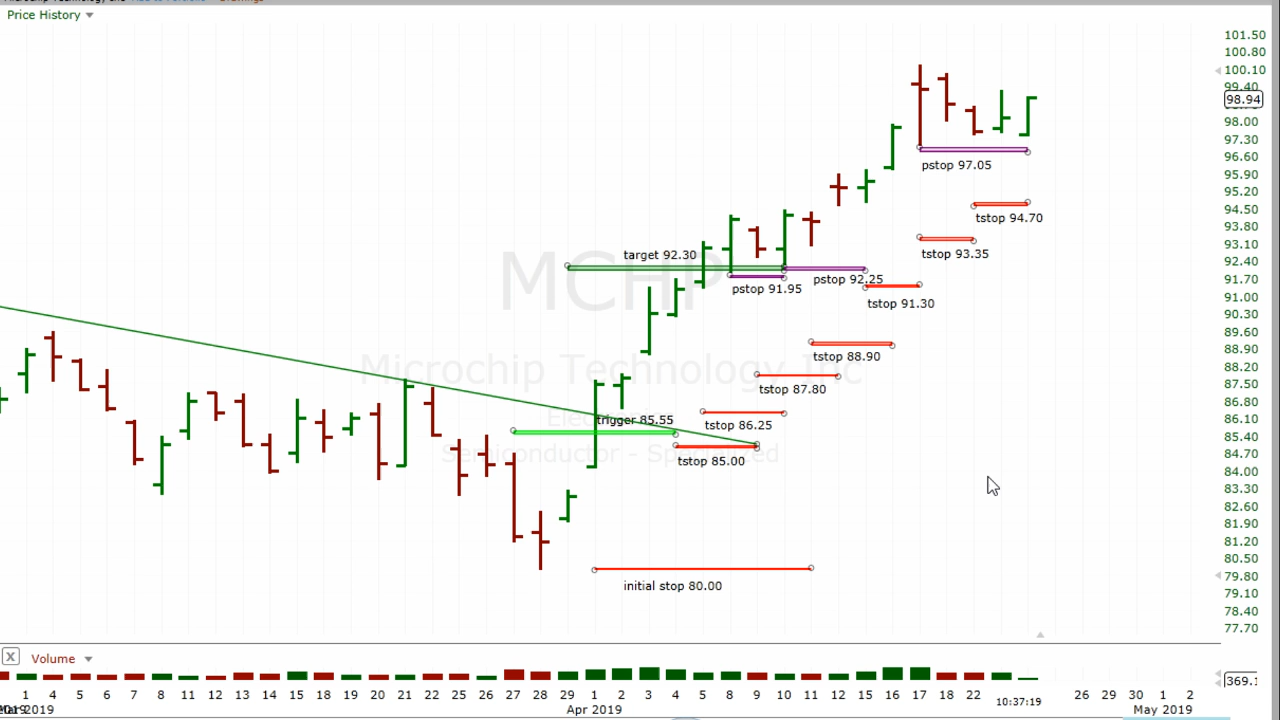 Price History
101.50
100.80
100.10
99.40
98.94
98.00
97.30
96.60
95.90
95.20
94.50
93.80
93.10
92.40
91.70
91.00
90.30
89.60
88.90
88.20
87.50
86.80
86.10
85.40
84.70
84.00
83.30
82.60
81.90
81.20
80.50
79.80
79.10
78.40
77.70
pstop 97.05
tstop 94.70
tstop 93.35
target 92.30
MCHP
pstop 92.25
pstop 91.95
tstop 91.30
tstop 88.90
Microchip Technology Inc
tstop 87.80
trigger 85.55
tstop 86.25
Semiconductor - Specialized
tstop 85.00
initial stop 80.00
X Volume
369.
1 4 5 6 7 8 11 12 13 14 15 18 19 20 21 22 25 26 27 28 29 1 2 3 4 5 8 9 10 11 12 15 16 17 18 22 10:37:19 26 29 30 1 2
2019 Apr 2019 May 2019